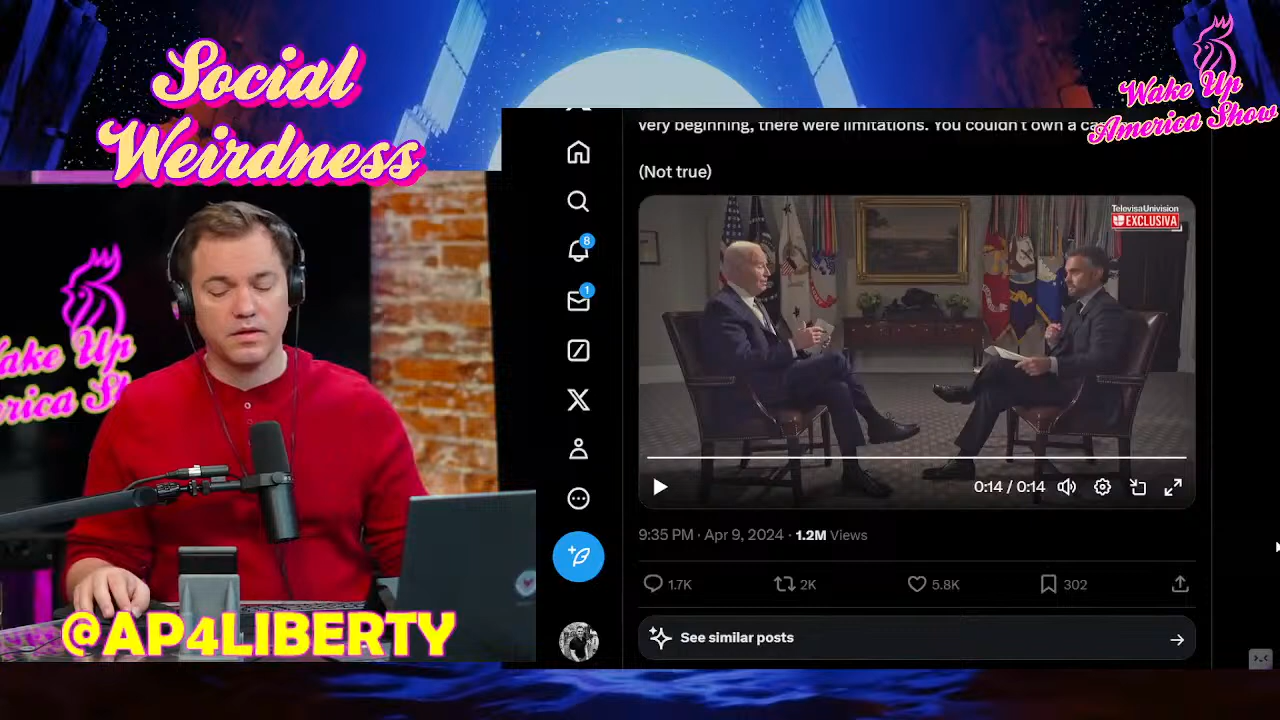 Social
Weirdness
Wake Up
America Show
very beginning, there were limitations. You couldn't own a
(Not true)
TelevisaUnivision
EXCLUSIVA
8
1
0:14 / 0:14
9:35 PM · Apr 9, 2024 · 1.2M Views
1.7K
2K
5.8K
302
See similar posts
Wake Up
@AP4LIBERTY